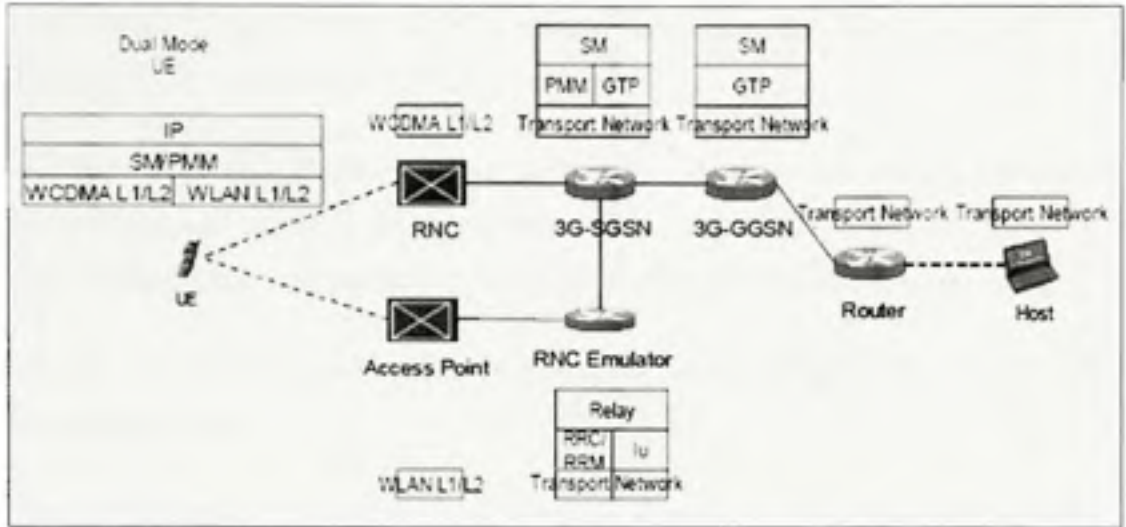 Dual Mode
UE
IP
SM/PMM
WCDMA L1/L2 WLAN L1/L2
UE
WCDMA L1/L2
RNC
SM
PMM GTP
Transport Network
3G-SGSN
SM
GTP
Transport Network
3G-GGSN
Transport Network
Router
Transport Network
Host
Access Point
WLAN L1/L2
RNC Emulator
Relay
RRC/
RRM
Iu
Transport Network